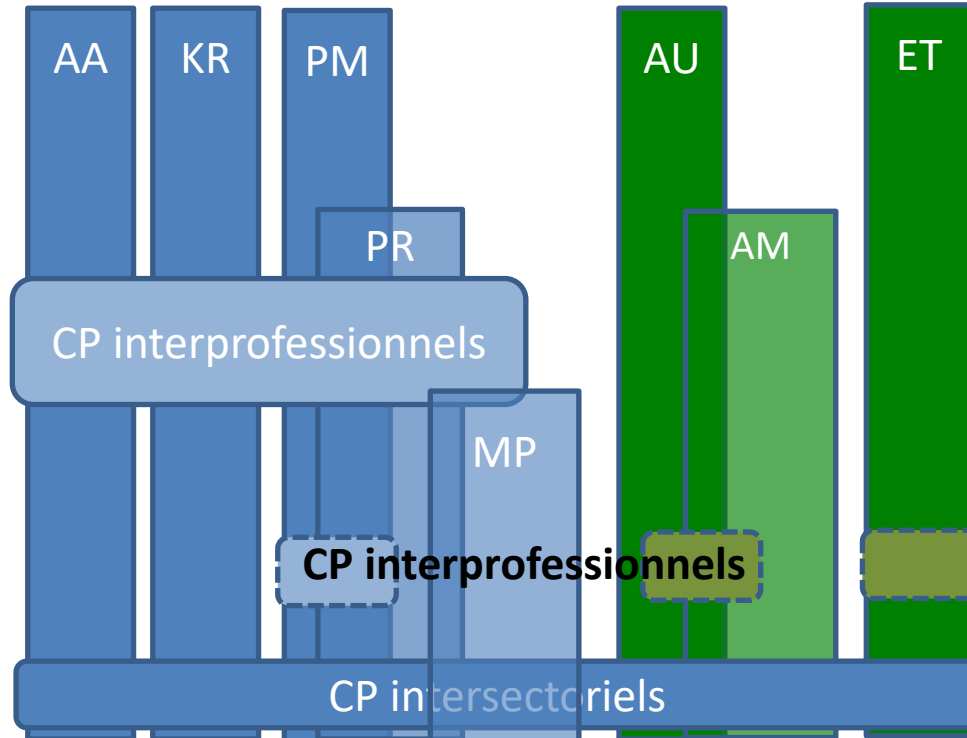 AA
KR
PM
AU
ET
PR
AM
CP interprofessionnels
MP
CP interprofessionnels
CP intersectoriels